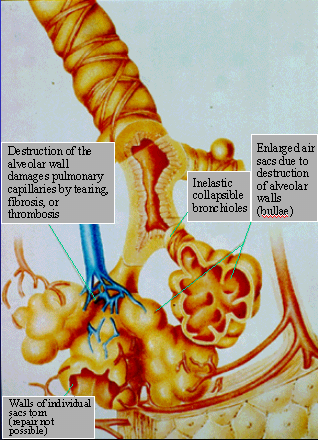 Destruction of the
alveolar wall
damages pulmonary
capillaries by tearing,
fibrosis, or
thrombosis
Inelastic
collapsible
bronchioles
Enlarged air
sacs due to
destruction
of alveolar
walls
(bullae)
Walls of individual
sacs torn
(repair not
possible)